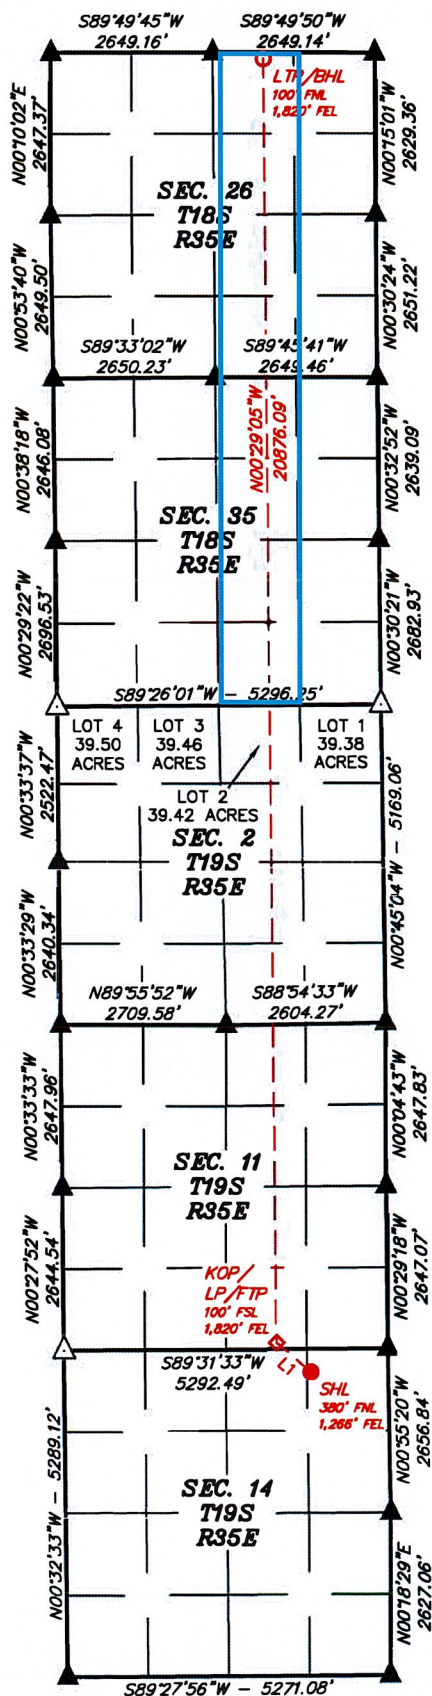 S89°49'45"W
2649.16'
S89°49'50"W
2649.14'
LTP/BHL
100' FNL
1,820' FEL
N00°10'02"E
2647.37'
N00°15'01"W
2629.36'
SEC. 26
T18S
R35E
N00°53'40"W
2649.50'
N00°30'24"W
2651.22'
S89°33'02"W
2650.23'
S89°45'41"W
2649.46'
N00°29'05"W
20876.09'
N00°38'18"W
2646.08'
N00°32'52"W
2639.09'
SEC. 35
T18S
R35E
N00°29'22"W
2696.53'
N00°30'21"W
2682.93'
S89°26'01"W - 5296.25'
LOT 4
39.50
ACRES
LOT 3
39.46
ACRES
LOT 1
39.38
ACRES
LOT 2
39.42 ACRES
N00°33'37"W
2522.47'
N00°45'04"W - 5169.06'
SEC. 2
T19S
R35E
N00°33'29"W
2640.34'
N89°55'52"W
2709.58'
S88°54'33"W
2604.27'
N00°33'33"W
2647.96'
N00°04'43"W
2647.83'
SEC. 11
T19S
R35E
N00°27'52"W
2644.54'
N00°29'18"W
2647.07'
KOP/
LP/FTP
100' FSL
1,820' FEL
L1
S89°31'33"W
5292.49'
SHL
380' FNL
1,266' FEL
N00°55'20"W
2656.84'
N00°32'33"W - 5289.12'
SEC. 14
T19S
R35E
N00°18'29"E
2627.06'
S89°27'56"W - 5271.08'